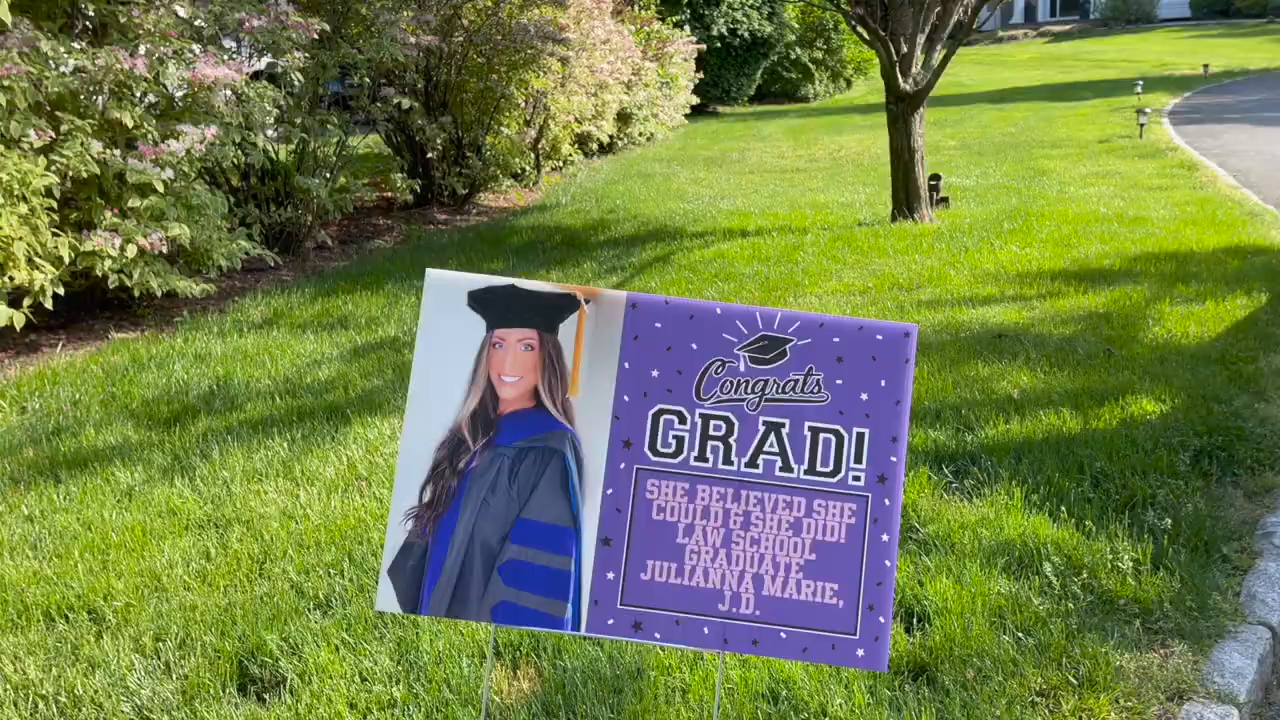 Congrats
GRAD!
SHE BELIEVED SHE
COULD & SHE DID!
LAW SCHOOL
GRADUATE
JULIANNA MARIE,
J.D.